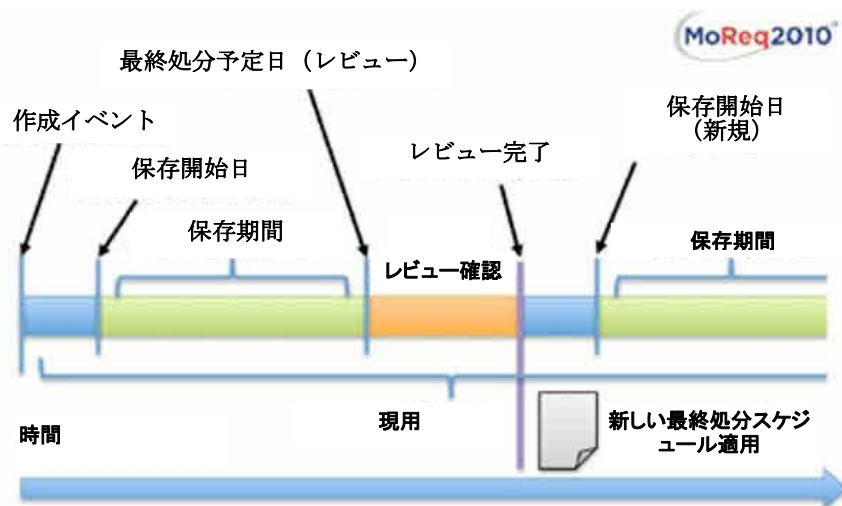 MoReq2010
最終処分予定日（レビュー）
作成イベント
保存開始日
（新規）
レビュー完了
保存開始日
保存期間
保存期間
レビュー確認
現用
新しい最終処分スケジ
ュール適用
時間